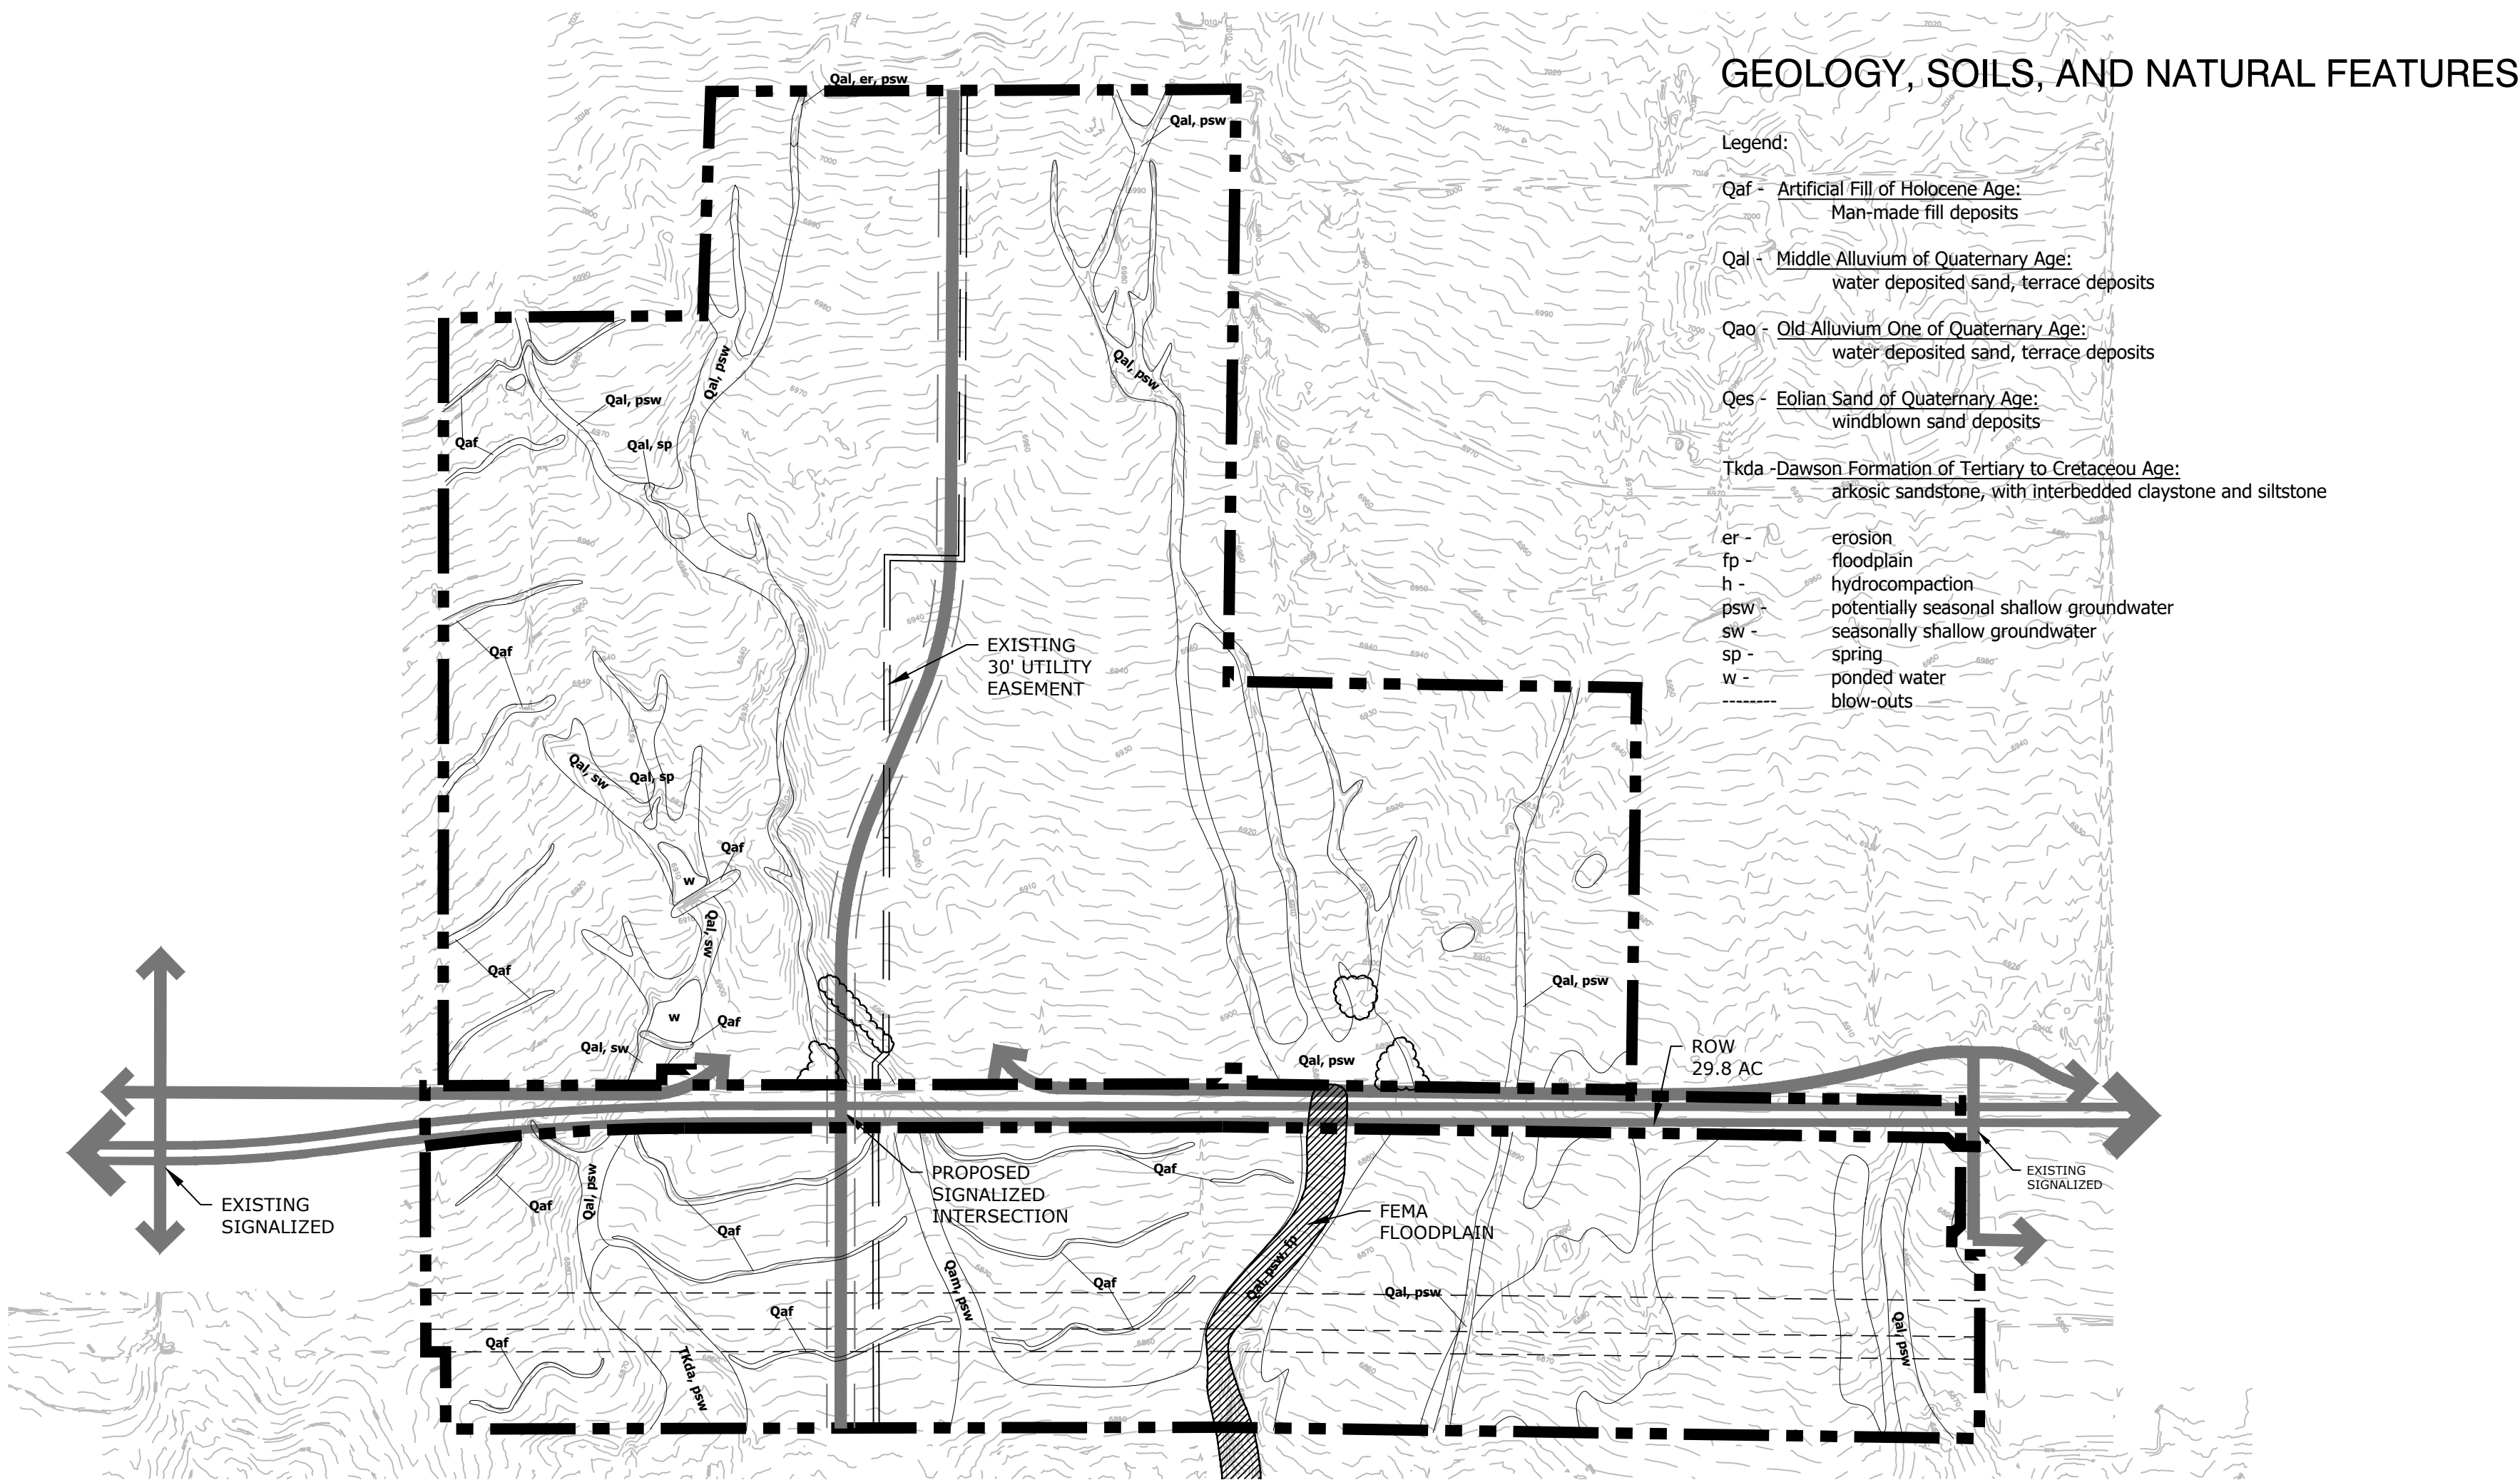 GEOLOGY, SOILS, AND NATURAL FEATURES
Legend:
Qaf - Artificial Fill of Holocene Age:
Man-made fill deposits
Qal - Middle Alluvium of Quaternary Age:
water deposited sand, terrace deposits
Qao - Old Alluvium One of Quaternary Age:
water deposited sand, terrace deposits
Qes - Eolian Sand of Quaternary Age:
windblown sand deposits
Tkda -Dawson Formation of Tertiary to Cretaceou Age:
arkosic sandstone, with interbedded claystone and siltstone
er - erosion
fp - floodplain
h - hydrocompaction
psw - potentially seasonal shallow groundwater
sw - seasonally shallow groundwater
sp - spring
w - ponded water
-------- blow-outs
Qal, er, psw
Qal, psw
Qal, psw
Qal, psw
Qal, psw
Qaf
Qal, sp
EXISTING
30' UTILITY
EASEMENT
Qaf
Qal, sw
Qal, sp
Qaf
w
Qal, sw
Qaf
Qal, psw
w
Qaf
Qal, sw
Qal, psw
ROW
29.8 AC
EXISTING
SIGNALIZED
Qaf
Qal, psw
Qaf
PROPOSED
SIGNALIZED
INTERSECTION
Qaf
FEMA
FLOODPLAIN
EXISTING
SIGNALIZED
Qal, psw, fp
Qam, psw
Qaf
Qaf
Qal, psw
Qaf
TKda, psw
Qal, psw